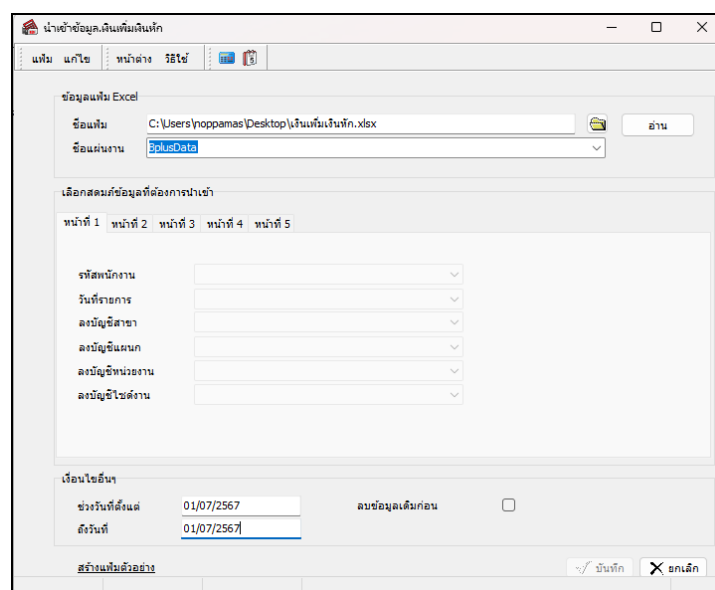 นำเข้าข้อมูล.เงินเพิ่มเงินหัก
แฟ้ม แก้ไข หน้าต่าง วิธีใช้
ข้อมูลแฟ้ม Excel
ชื่อแฟ้ม C:\Users\noppamas\Desktop\เงินเพิ่มเงินหัก.xlsx อ่าน
ชื่อแผ่นงาน BplusData
เลือกสดมภ์ข้อมูลที่ต้องการนำเข้า
หน้าที่ 1 หน้าที่ 2 หน้าที่ 3 หน้าที่ 4 หน้าที่ 5
รหัสพนักงาน
วันที่รายการ
ลงบัญชีสาขา
ลงบัญชีแผนก
ลงบัญชีหน่วยงาน
ลงบัญชีไซต์งาน
เงื่อนไขอื่นๆ
ช่วงวันที่ตั้งแต่ 01/07/2567 ลบข้อมูลเดิมก่อน
ถึงวันที่ 01/07/2567
สร้างแฟ้มตัวอย่าง บันทึก ยกเลิก